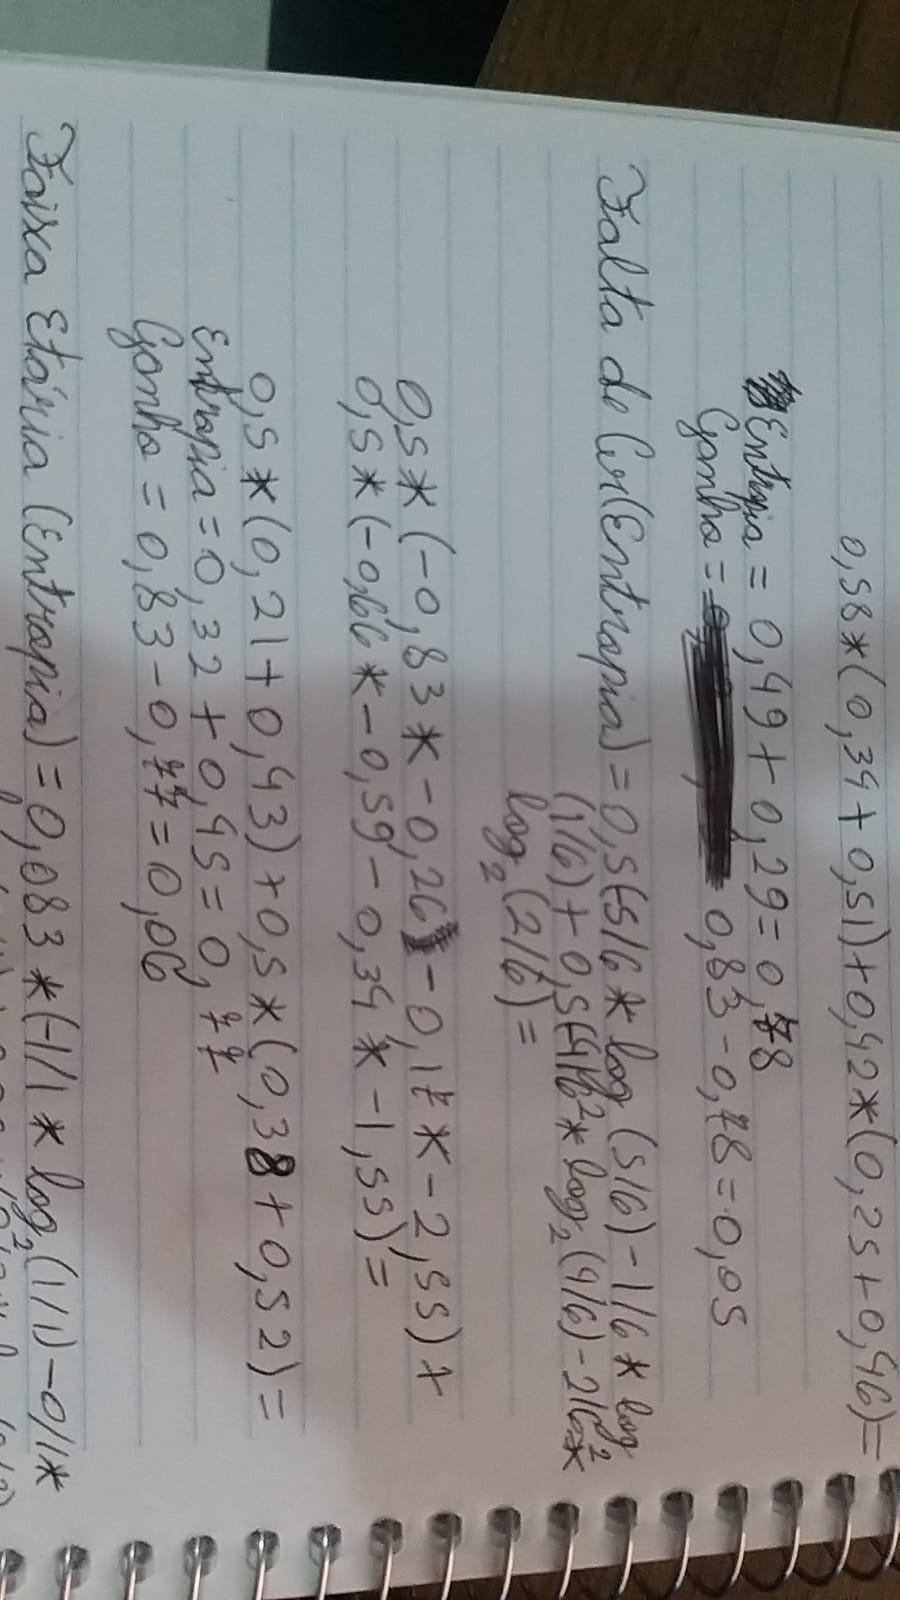 0,58*(0,34+0,51)+0,42*(0,25+0,46)=
Entropia = 0,49+0,29=0,78
Ganho = 0,83-0,78=0,05
Falta de Cor(Entropia)=0,5(-5/6*log₂(5/6)-1/6*log₂
(1/6)+0,5(-4/6*log₂(4/6)-2/6*
log₂(2/6)=
0,5*(-0,83*-0,26-0,17*-2,55)+
0,5*(-0,66*-0,59-0,34*-1,55)=
0,5*(0,21+0,43)+0,5*(0,38+0,52)=
Entropia=0,32+0,45=0,77
Ganho=0,83-0,77=0,06
Faixa Etária (Entropia)=0,083*(-1/1*log₂(1/1)-0/1*